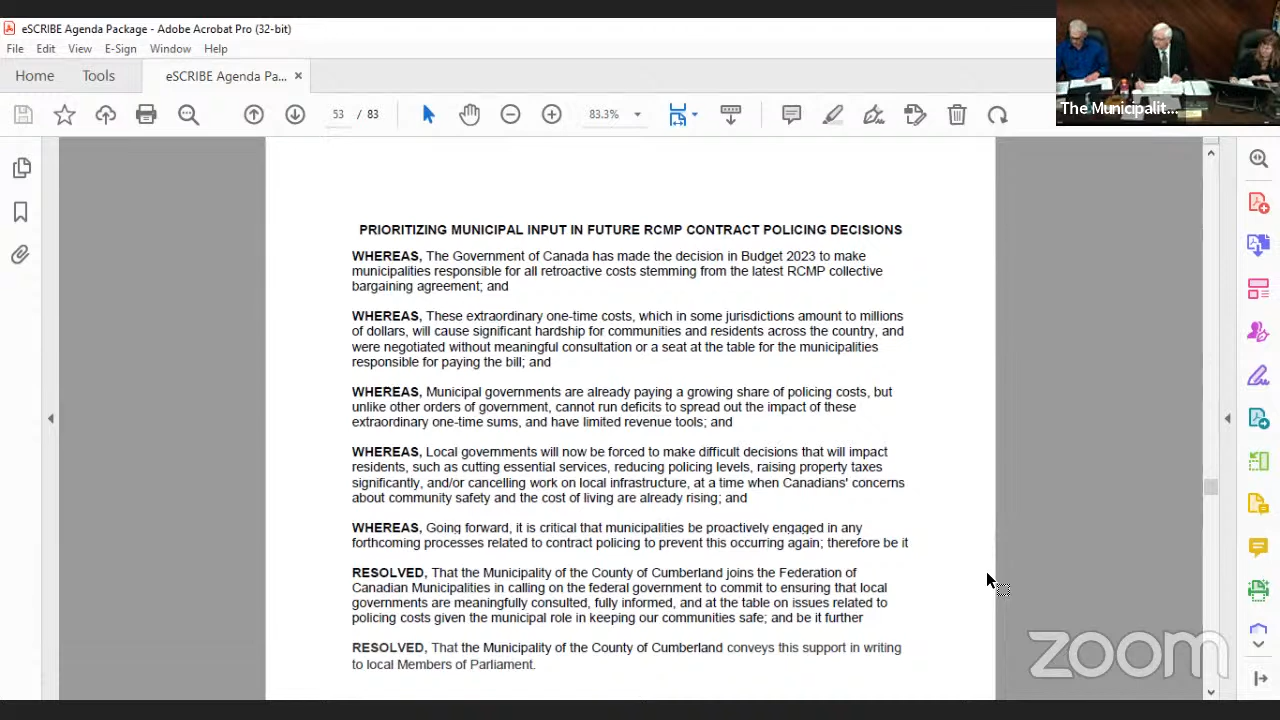 eSCRIBE Agenda Package - Adobe Acrobat Pro (32-bit)
File Edit View E-Sign Window Help
Home Tools eSCRIBE Agenda Pa... ×
53 / 83 83.3%
The Municipalit...
PRIORITIZING MUNICIPAL INPUT IN FUTURE RCMP CONTRACT POLICING DECISIONS
WHEREAS, The Government of Canada has made the decision in Budget 2023 to make
municipalities responsible for all retroactive costs stemming from the latest RCMP collective
bargaining agreement; and
WHEREAS, These extraordinary one-time costs, which in some jurisdictions amount to millions
of dollars, will cause significant hardship for communities and residents across the country, and
were negotiated without meaningful consultation or a seat at the table for the municipalities
responsible for paying the bill; and
WHEREAS, Municipal governments are already paying a growing share of policing costs, but
unlike other orders of government, cannot run deficits to spread out the impact of these
extraordinary one-time sums, and have limited revenue tools; and
WHEREAS, Local governments will now be forced to make difficult decisions that will impact
residents, such as cutting essential services, reducing policing levels, raising property taxes
significantly, and/or cancelling work on local infrastructure, at a time when Canadians' concerns
about community safety and the cost of living are already rising; and
WHEREAS, Going forward, it is critical that municipalities be proactively engaged in any
forthcoming processes related to contract policing to prevent this occurring again; therefore be it
RESOLVED, That the Municipality of the County of Cumberland joins the Federation of
Canadian Municipalities in calling on the federal government to commit to ensuring that local
governments are meaningfully consulted, fully informed, and at the table on issues related to
policing costs given the municipal role in keeping our communities safe; and be it further
RESOLVED, That the Municipality of the County of Cumberland conveys this support in writing
to local Members of Parliament.
zoom